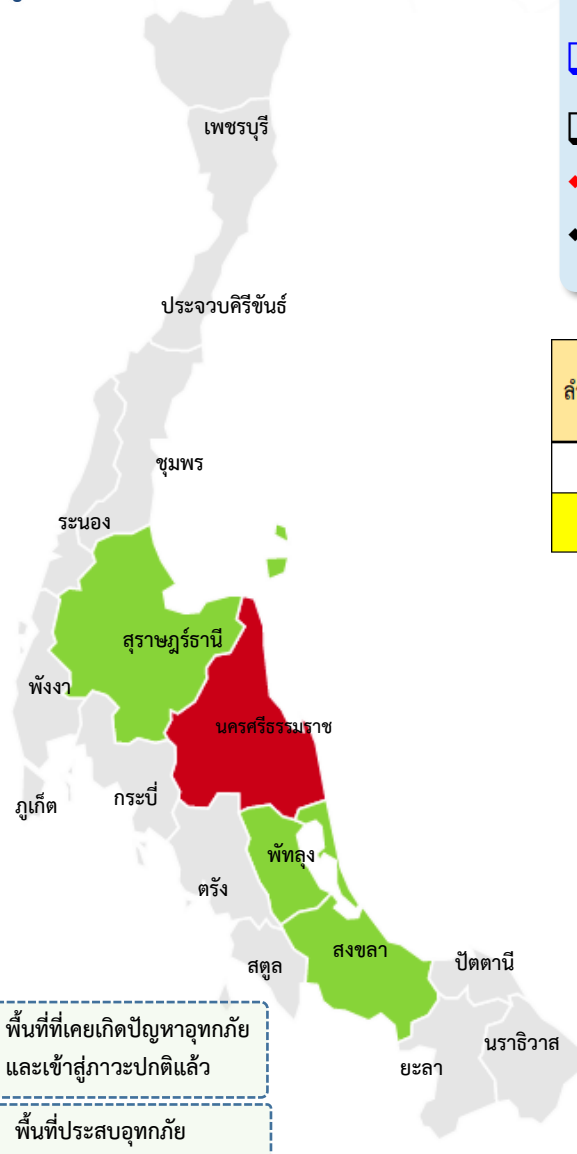 เพชรบุรี
ประจวบคิรีขันธ์
ชุมพร
ระนอง
สุราษฎร์ธานี
พังงา
นครศรีธรรมราช
กระบี่
ภูเก็ต
พัทลุง
ตรัง
สงขลา
สตูล
ปัตตานี
นราธิวาส
ยะลา
พื้นที่ที่เคยเกิดปัญหาอุทกภัย
และเข้าสู่ภาวะปกติแล้ว
พื้นที่ประสบอุทกภัย